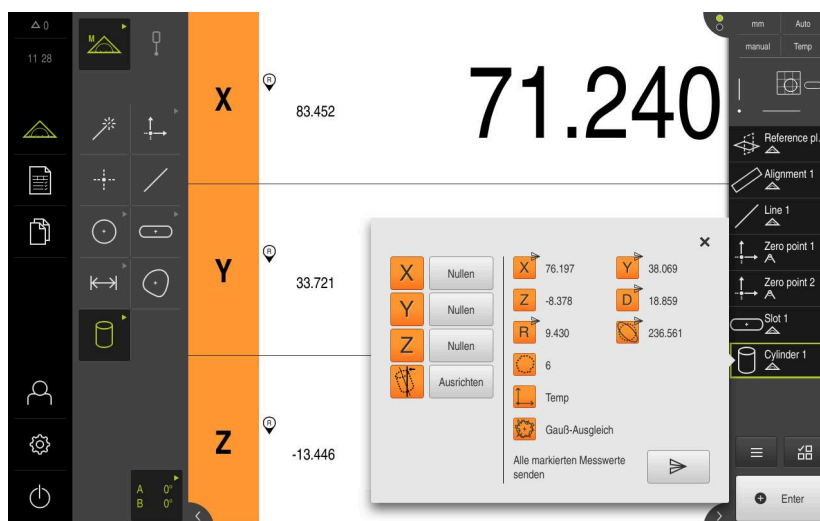 0
11 28
M
X
R
83.452
71.240
Y
R
33.721
Z
R
-13.446
A 0°
B 0°
X Nullen
Y Nullen
Z Nullen
Ausrichten
X 76.197 Y 38.069
Z -8.378 D 18.859
R 9.430 236.561
6
Temp
Gauß-Ausgleich
Alle markierten Messwerte
senden
mm Auto
manual Temp
Reference pl.
Alignment 1
Line 1
Zero point 1
Zero point 2
Slot 1
Cylinder 1
Enter